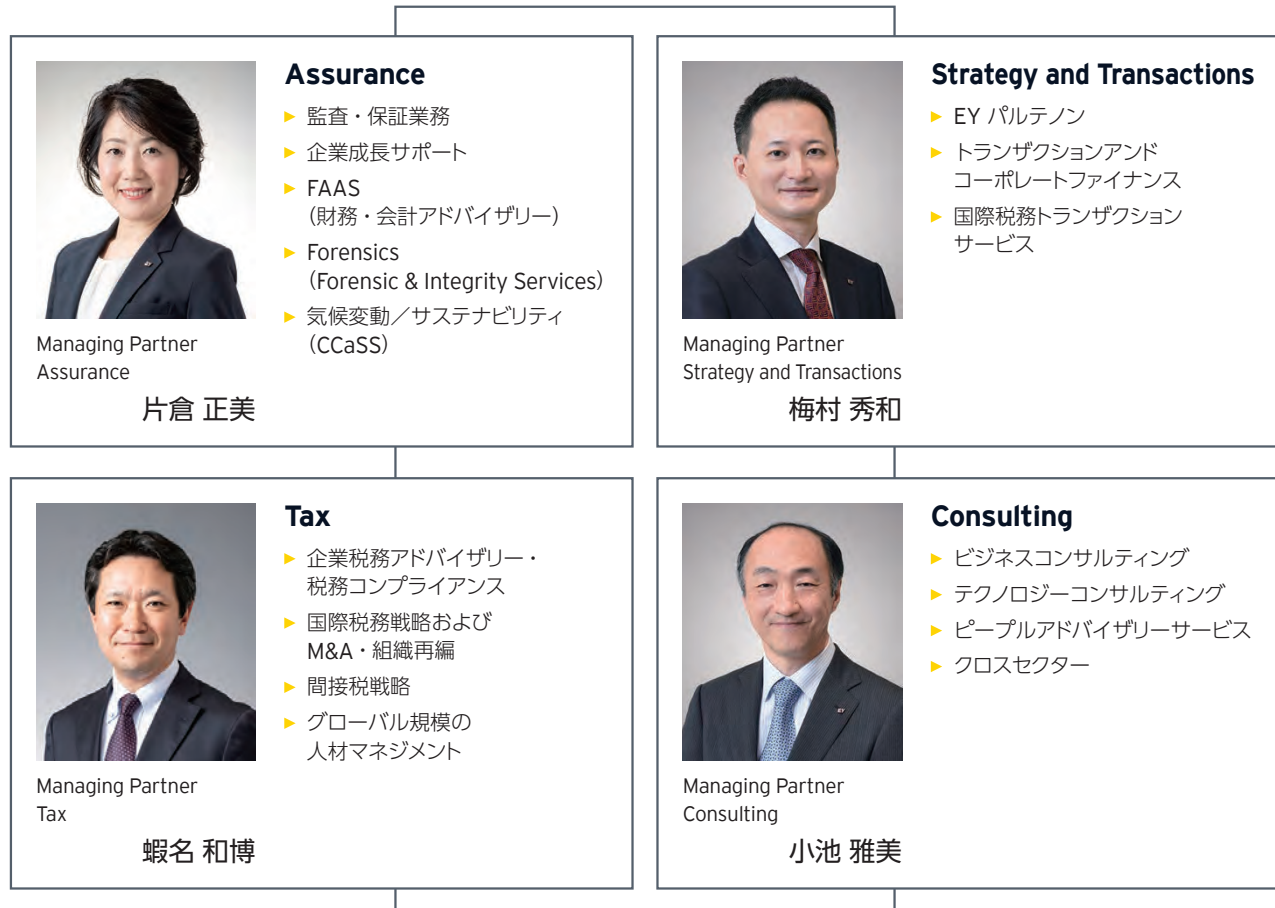 Assurance
► 監査・保証業務
► 企業成長サポート
► FAAS
（財務・会計アドバイザリー）
► Forensics
（Forensic & Integrity Services）
► 気候変動／サステナビリティ
（CCaSS）
Managing Partner
Assurance
片倉 正美
Strategy and Transactions
► EY パルテノン
► トランザクションアンド
コーポレートファイナンス
► 国際税務トランザクション
サービス
Managing Partner
Strategy and Transactions
梅村 秀和
Tax
► 企業税務アドバイザリー・
税務コンプライアンス
► 国際税務戦略および
M&A・組織再編
► 間接税戦略
► グローバル規模の
人材マネジメント
Managing Partner
Tax
蝦名 和博
Consulting
► ビジネスコンサルティング
► テクノロジーコンサルティング
► ピープルアドバイザリーサービス
► クロスセクター
Managing Partner
Consulting
小池 雅美